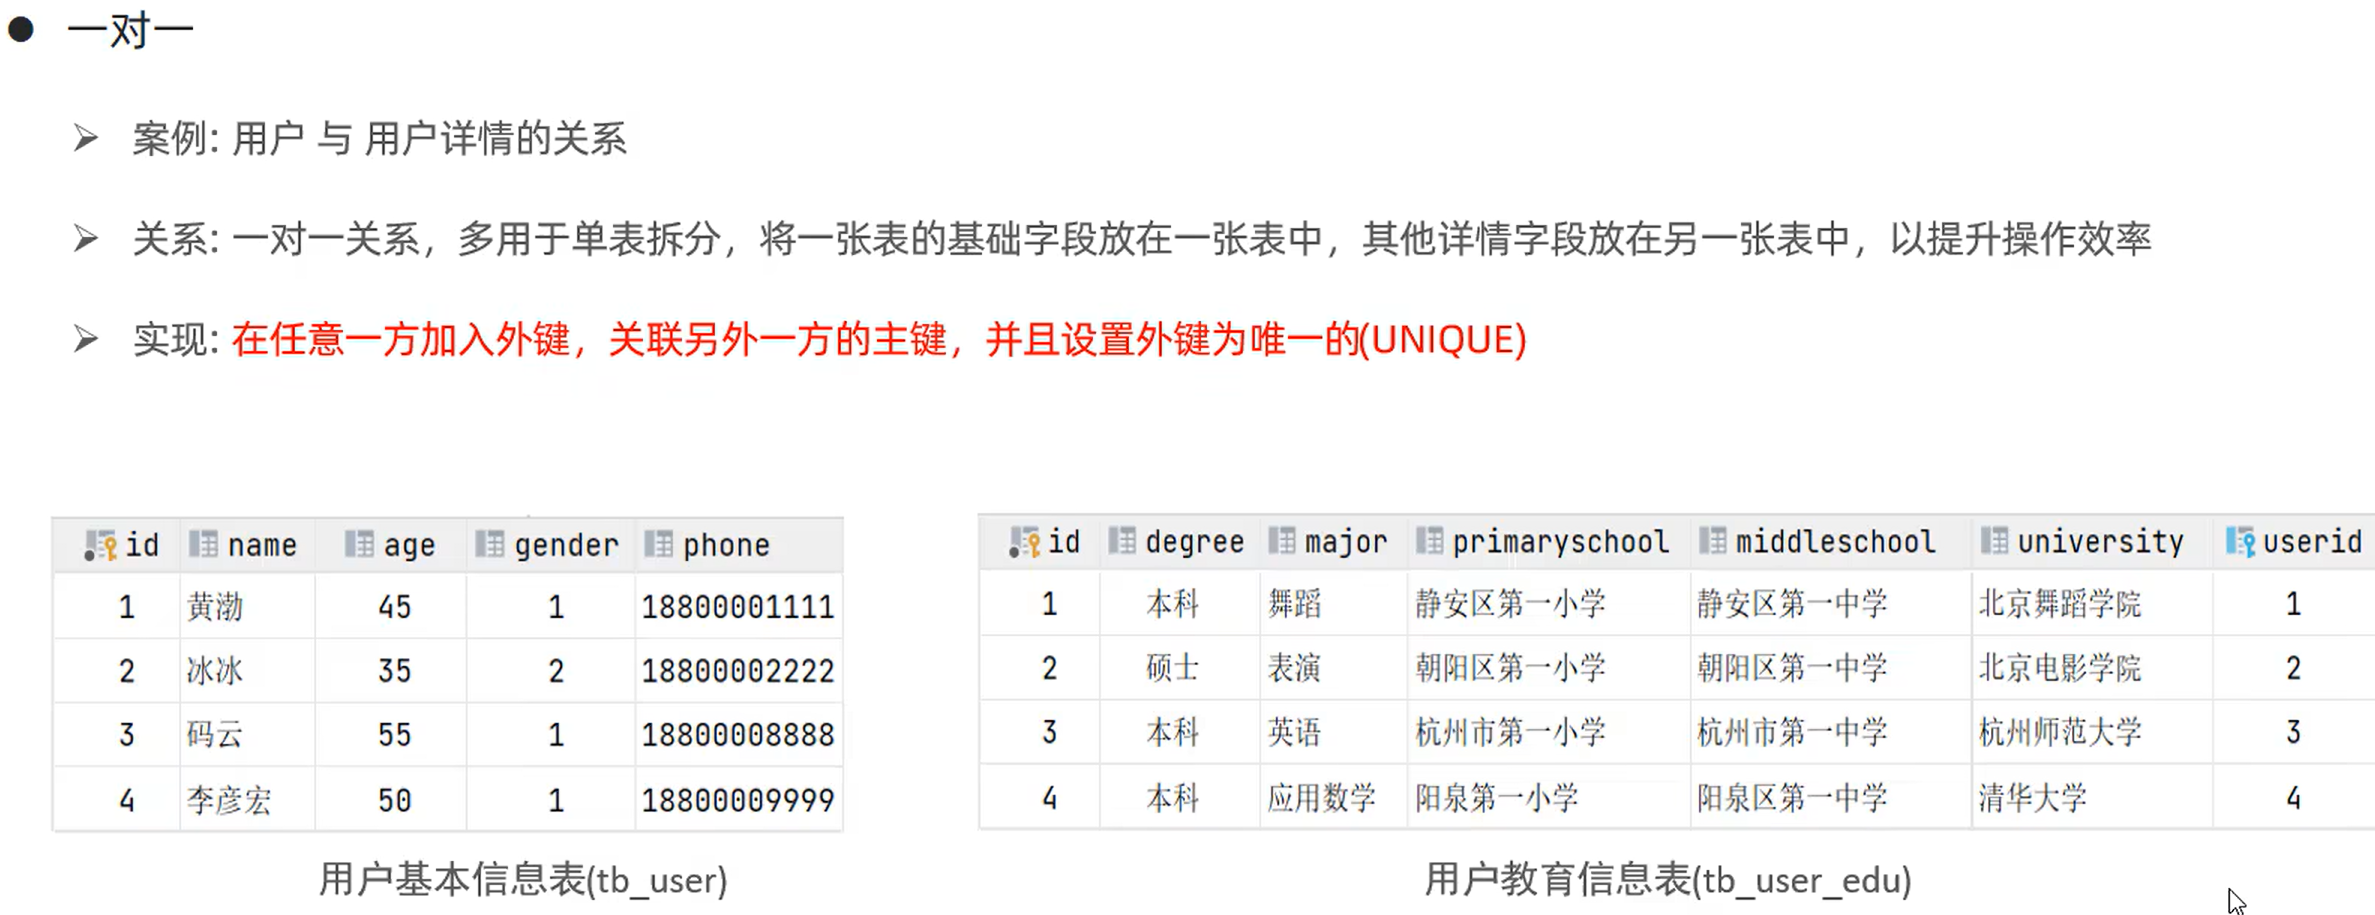 ● 一对一
➢ 案例: 用户 与 用户详情的关系
➢ 关系: 一对一关系，多用于单表拆分，将一张表的基础字段放在一张表中，其他详情字段放在另一张表中，以提升操作效率
➢ 实现: 在任意一方加入外键，关联另外一方的主键，并且设置外键为唯一的(UNIQUE)
id name age gender phone
1 黄渤 45 1 18800001111
2 冰冰 35 2 18800002222
3 码云 55 1 18800008888
4 李彦宏 50 1 18800009999
用户基本信息表(tb_user)
id degree major primaryschool middleschool university userid
1 本科 舞蹈 静安区第一小学 静安区第一中学 北京舞蹈学院 1
2 硕士 表演 朝阳区第一小学 朝阳区第一中学 北京电影学院 2
3 本科 英语 杭州市第一小学 杭州市第一中学 杭州师范大学 3
4 本科 应用数学 阳泉第一小学 阳泉区第一中学 清华大学 4
用户教育信息表(tb_user_edu)